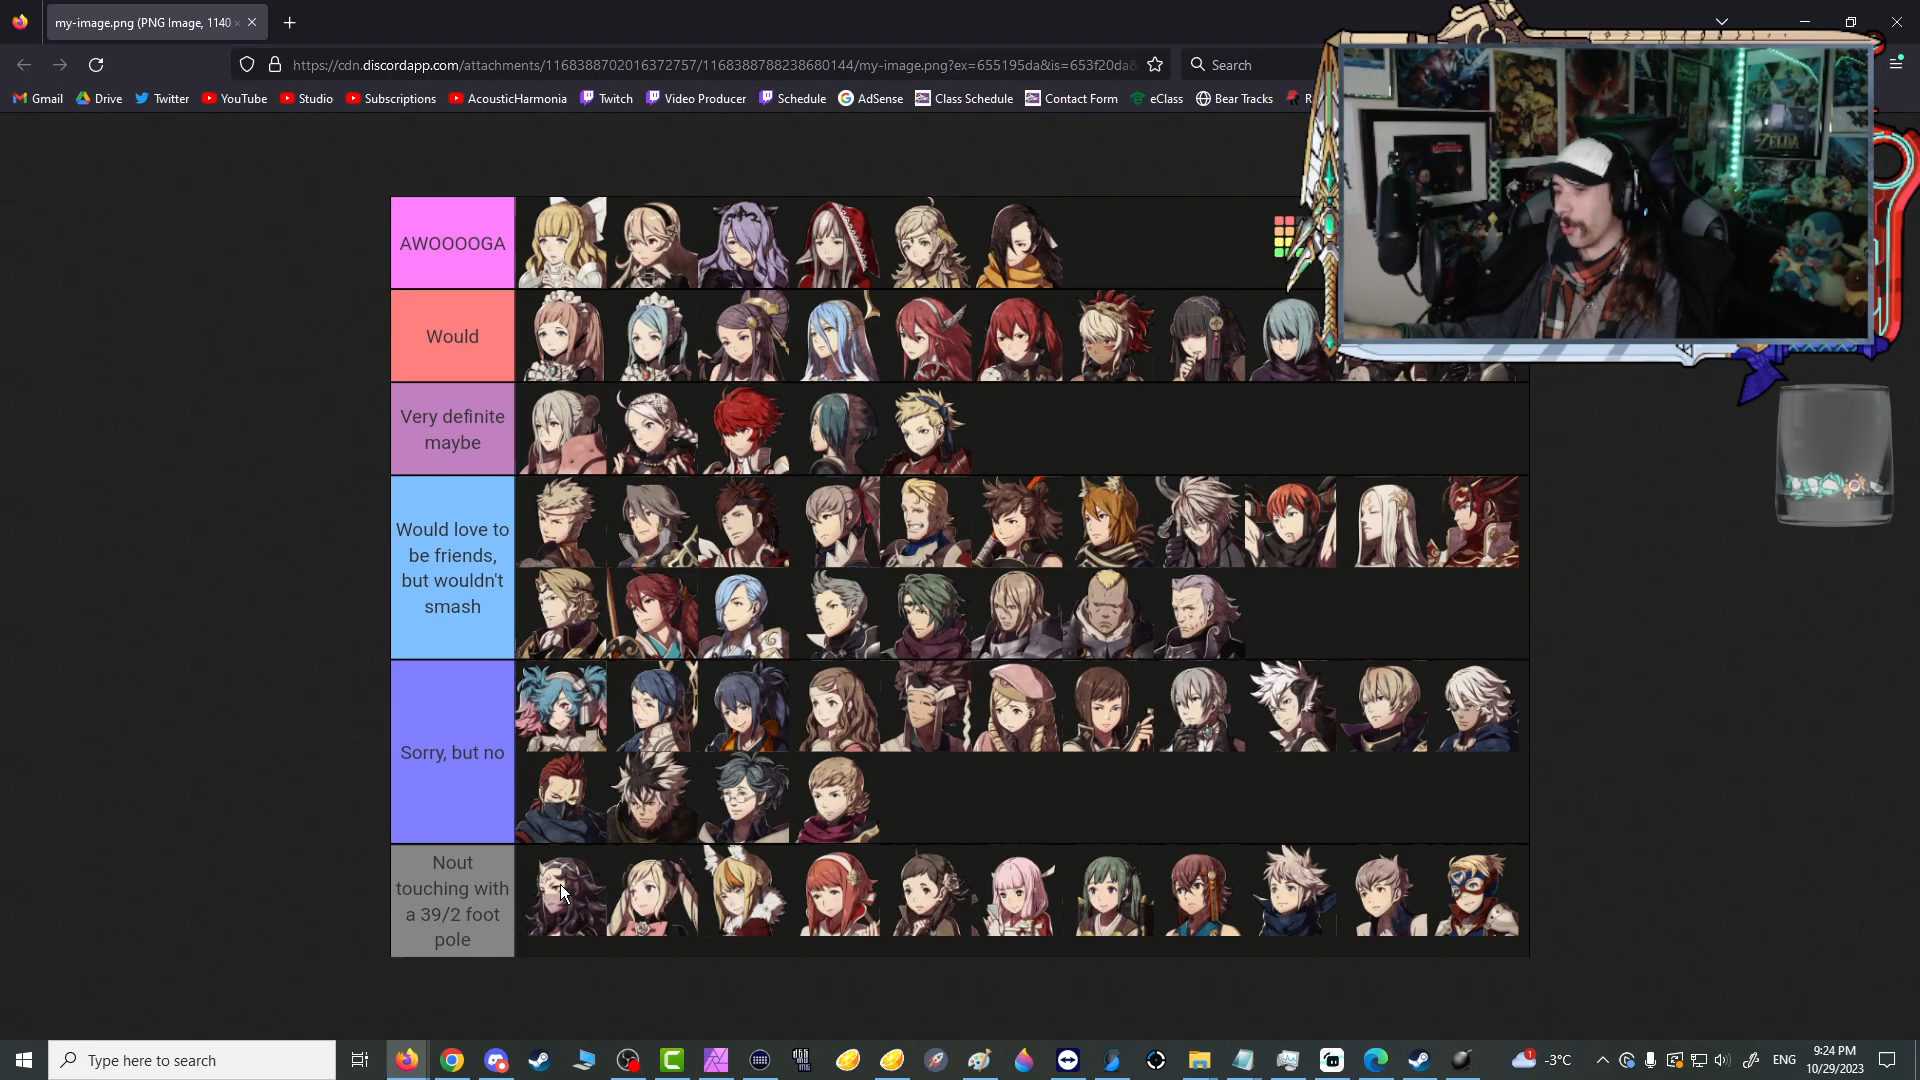 my-image.png (PNG Image, 1140
https://cdn.discordapp.com/attachments/1168388702016372757/1168388788238680144/my-image.png?ex=655195da&is=653f20da&
Search
Gmail
Drive
Twitter
YouTube
Studio
Subscriptions
AcousticHarmonia
Twitch
Video Producer
Schedule
AdSense
Class Schedule
Contact Form
eClass
Bear Tracks
ZELDA
AWOOOOGA
Would
Very definite
maybe
Would love to
be friends,
but wouldn't
smash
Sorry, but no
Nout
touching with
a 39/2 foot
pole
Type here to search
-3°C
ENG
9:24 PM
10/29/2023